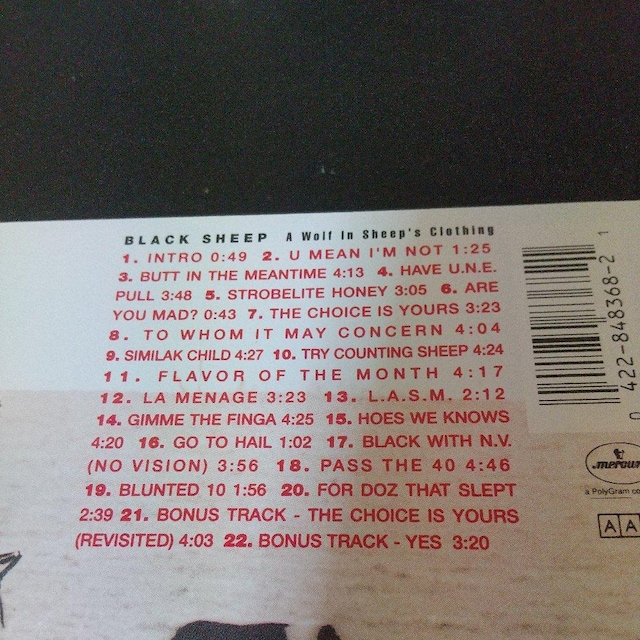 BLACK SHEEP A Wolf In Sheep's Clothing
1. INTRO 0:49 2. U MEAN I'M NOT 1:25
3. BUTT IN THE MEANTIME 4:13 4. HAVE U.N.E.
PULL 3:48 5. STROBELITE HONEY 3:05 6. ARE
YOU MAD? 0:43 7. THE CHOICE IS YOURS 3:23
8. TO WHOM IT MAY CONCERN 4:04
9. SIMILAK CHILD 4:27 10. TRY COUNTING SHEEP 4:24
11. FLAVOR OF THE MONTH 4:17
12. LA MENAGE 3:23 13. L.A.S.M. 2:12
14. GIMME THE FINGA 4:25 15. HOES WE KNOWS
4:20 16. GO TO HAIL 1:02 17. BLACK WITH N.V.
(NO VISION) 3:56 18. PASS THE 40 4:46
19. BLUNTED 10 1:56 20. FOR DOZ THAT SLEPT
2:39 21. BONUS TRACK - THE CHOICE IS YOURS
(REVISITED) 4:03 22. BONUS TRACK - YES 3:20
1
0 422-848368-2
a PolyGram
AA